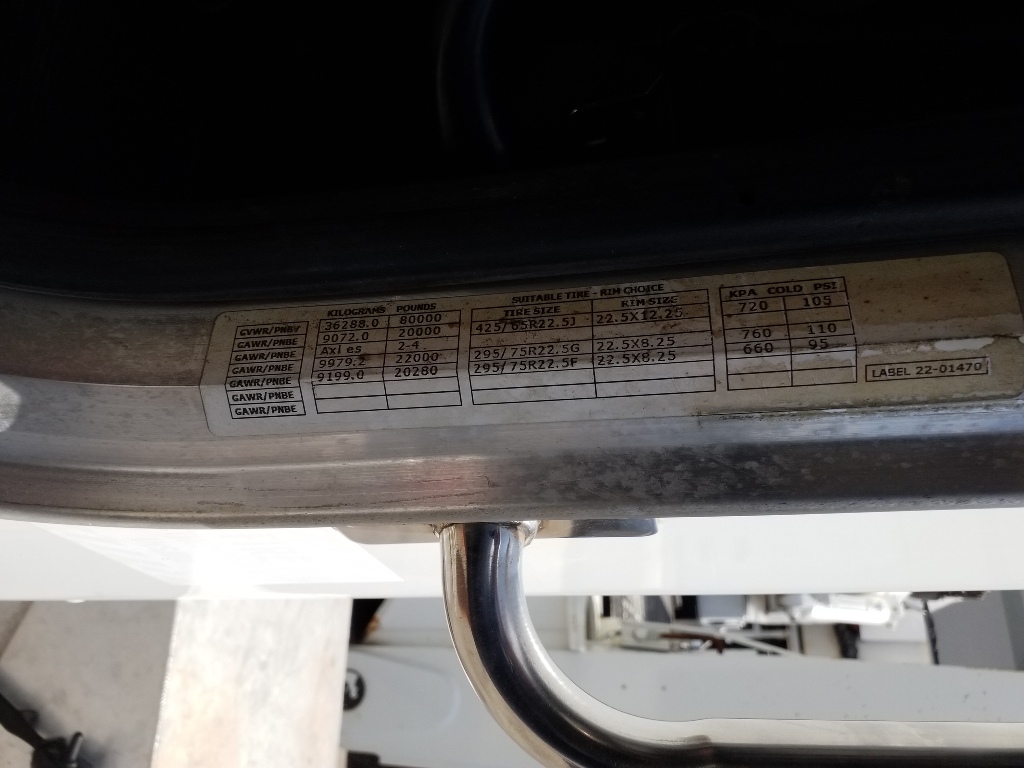 KILOGRAMS POUNDS SUITABLE TIRE - RIM CHOICE KPA COLD PSI
TIRE SIZE RIM SIZE
GVWR/PNBV 36288.0 80000
GAWR/PNBE 9072.0 20000 425/65R22.5J 22.5X12.25 720 105
GAWR/PNBE Axles 2-4
GAWR/PNBE 9979.2 22000 295/75R22.5G 22.5X8.25 760 110
GAWR/PNBE 9199.0 20280 295/75R22.5F 22.5X8.25 660 95
GAWR/PNBE
GAWR/PNBE
LABEL 22-01470